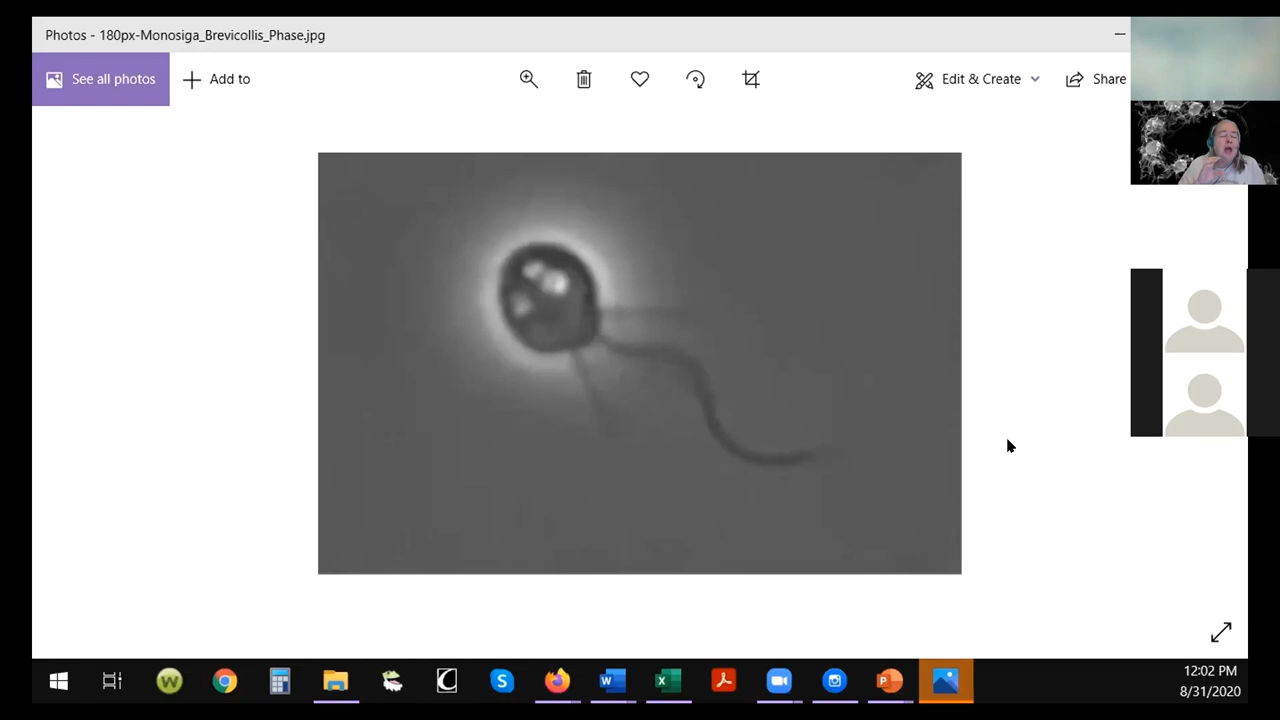 Photos - 180px-Monosiga_Brevicollis_Phase.jpg
See all photos
Add to
Edit & Create
Share
12:02 PM
8/31/2020